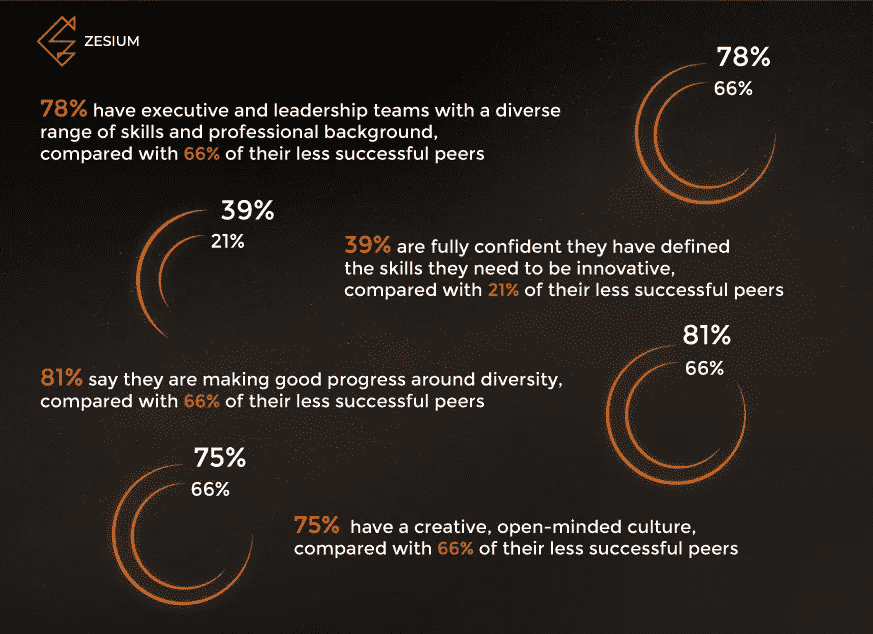 ZESIUM
78%
66%
78% have executive and leadership teams with a diverse
range of skills and professional background,
compared with 66% of their less successful peers
39%
21%
39% are fully confident they have defined
the skills they need to be innovative,
compared with 21% of their less successful peers
81%
66%
81% say they are making good progress around diversity,
compared with 66% of their less successful peers
75%
66%
75% have a creative, open-minded culture,
compared with 66% of their less successful peers